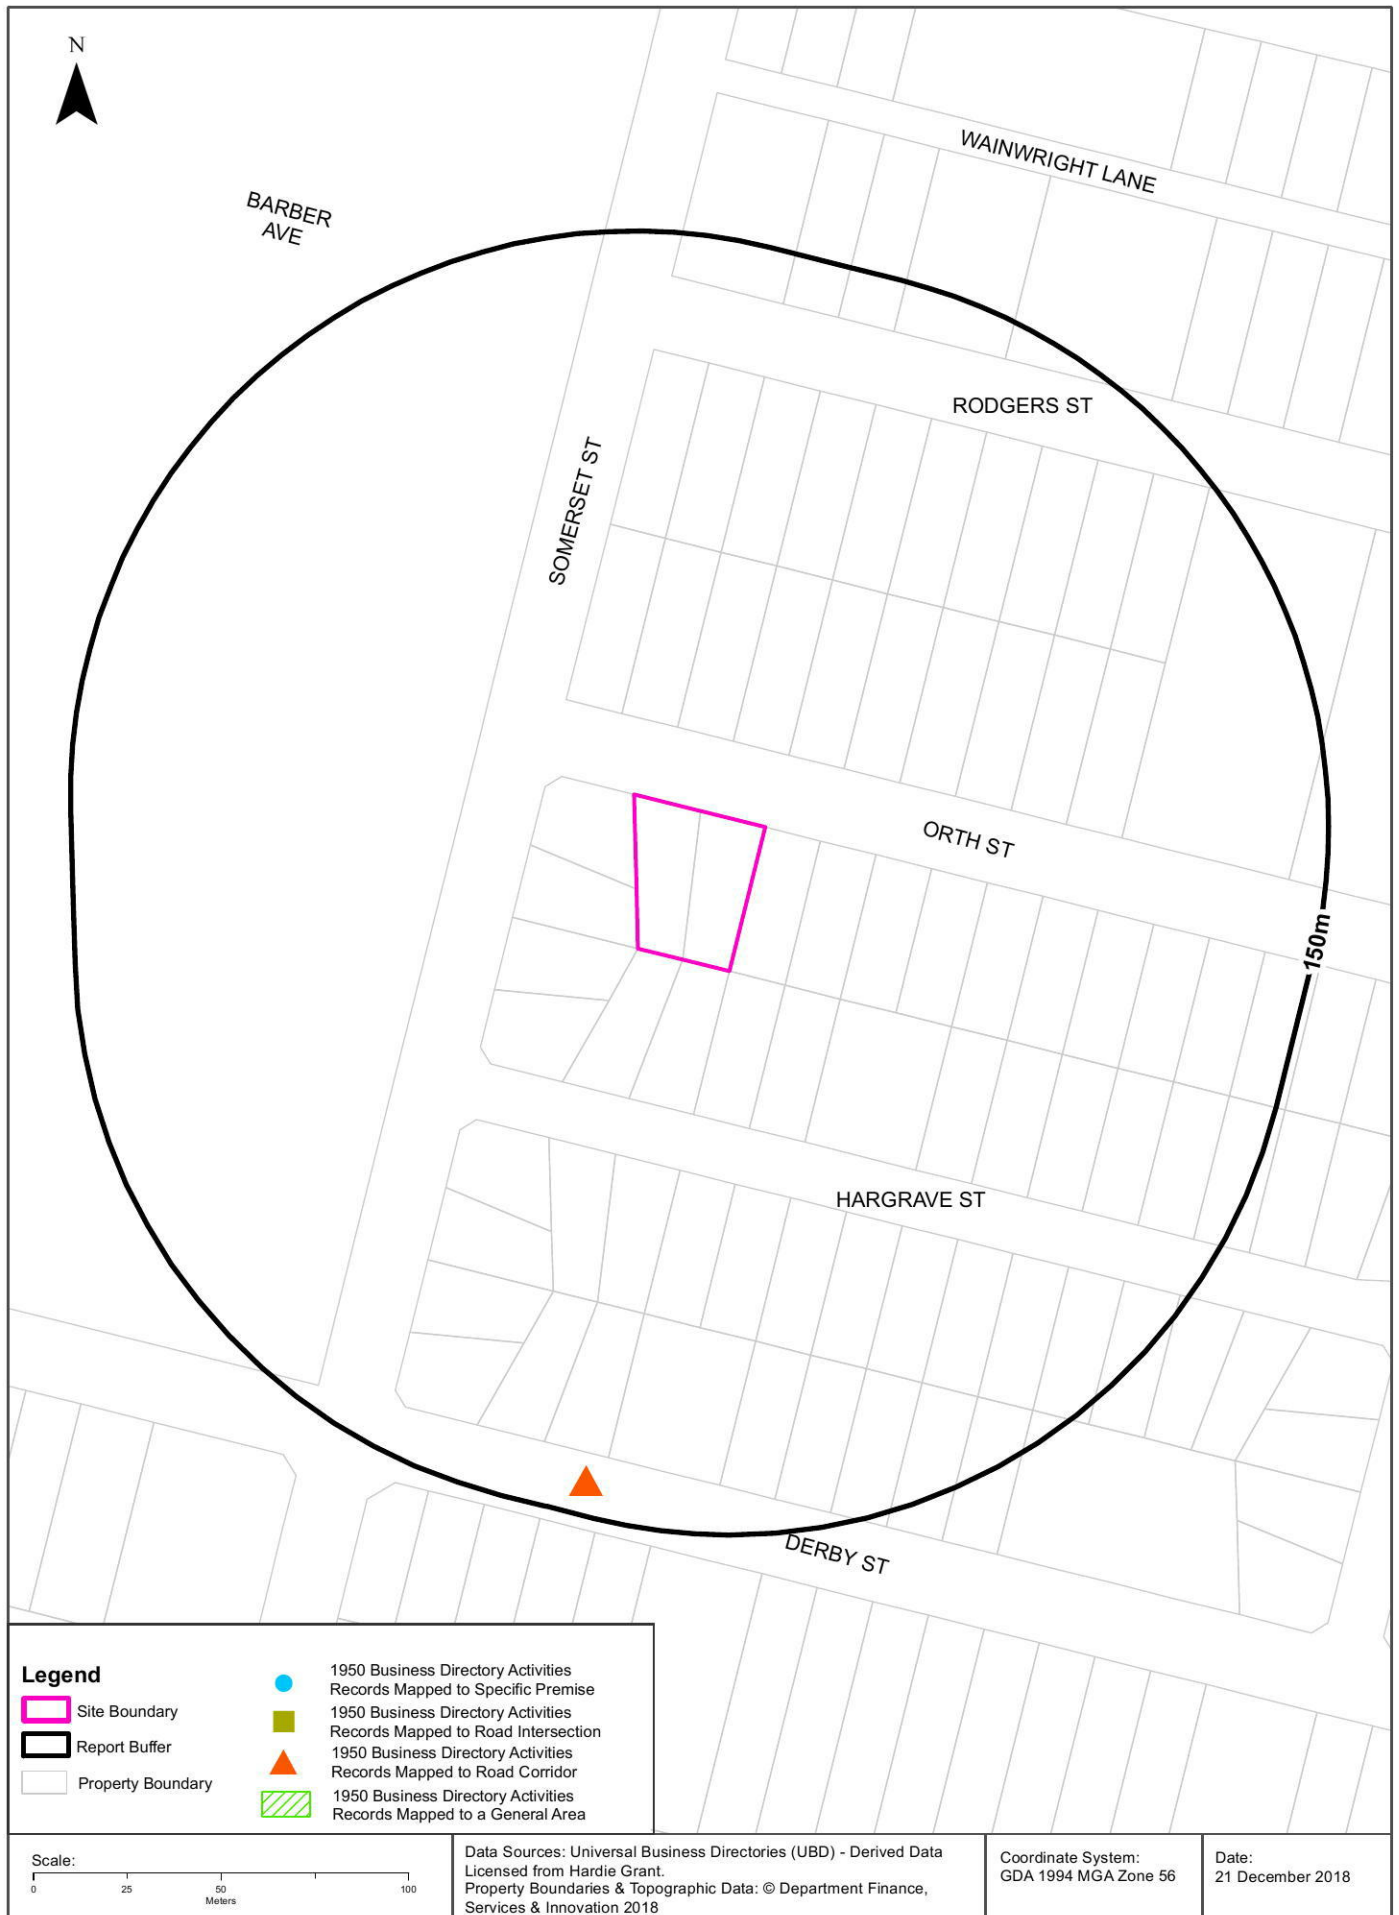 N
BARBER
AVE
WAINWRIGHT LANE
RODGERS ST
SOMERSET ST
ORTH ST
150m
HARGRAVE ST
DERBY ST
Legend
Site Boundary
Report Buffer
Property Boundary
1950 Business Directory Activities
Records Mapped to Specific Premise
1950 Business Directory Activities
Records Mapped to Road Intersection
1950 Business Directory Activities
Records Mapped to Road Corridor
1950 Business Directory Activities
Records Mapped to a General Area
Scale:
0 25 50 100
Meters
Data Sources: Universal Business Directories (UBD) - Derived Data
Licensed from Hardie Grant.
Property Boundaries & Topographic Data: © Department Finance,
Services & Innovation 2018
Coordinate System:
GDA 1994 MGA Zone 56
Date:
21 December 2018